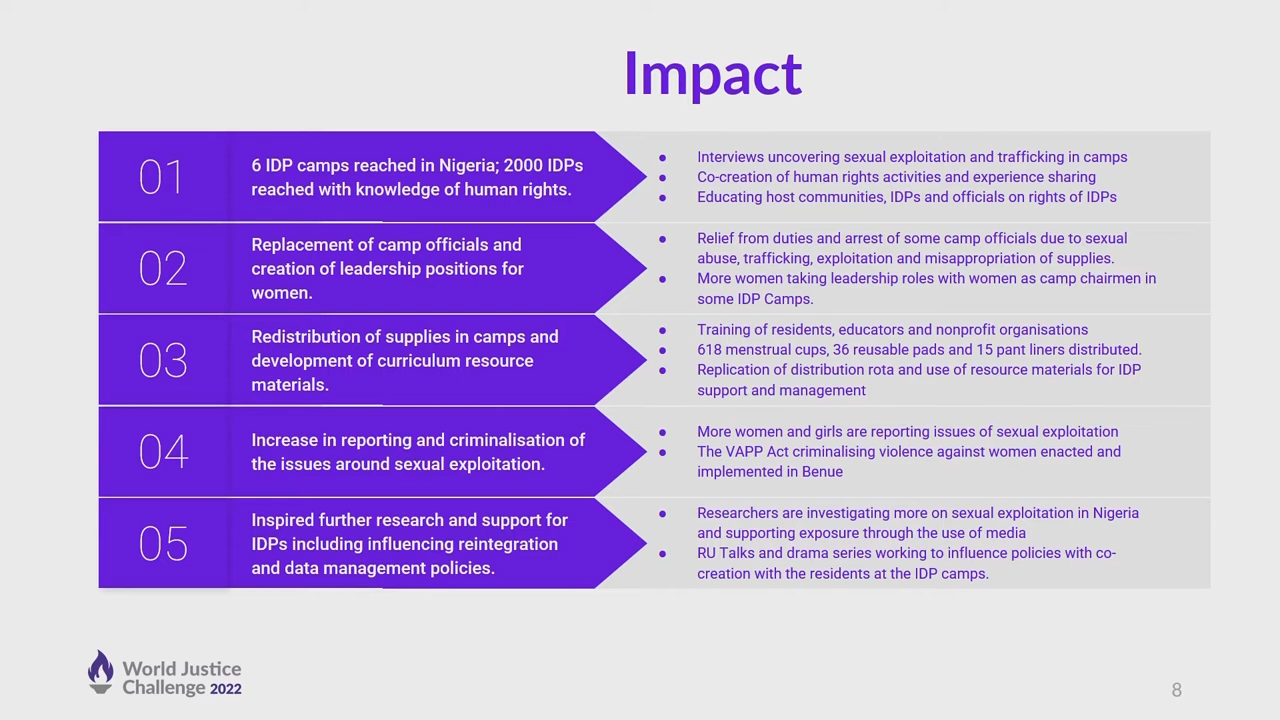 Impact
01
6 IDP camps reached in Nigeria; 2000 IDPs
reached with knowledge of human rights.
● Interviews uncovering sexual exploitation and trafficking in camps
● Co-creation of human rights activities and experience sharing
● Educating host communities, IDPs and officials on rights of IDPs
02
Replacement of camp officials and
creation of leadership positions for
women.
● Relief from duties and arrest of some camp officials due to sexual
abuse, trafficking, exploitation and misappropriation of supplies.
● More women taking leadership roles with women as camp chairmen in
some IDP Camps.
03
Redistribution of supplies in camps and
development of curriculum resource
materials.
● Training of residents, educators and nonprofit organisations
● 618 menstrual cups, 36 reusable pads and 15 pant liners distributed.
● Replication of distribution rota and use of resource materials for IDP
support and management
04
Increase in reporting and criminalisation of
the issues around sexual exploitation.
● More women and girls are reporting issues of sexual exploitation
● The VAPP Act criminalising violence against women enacted and
implemented in Benue
05
Inspired further research and support for
IDPs including influencing reintegration
and data management policies.
● Researchers are investigating more on sexual exploitation in Nigeria
and supporting exposure through the use of media
● RU Talks and drama series working to influence policies with co-
creation with the residents at the IDP camps.
World Justice
Challenge 2022
8